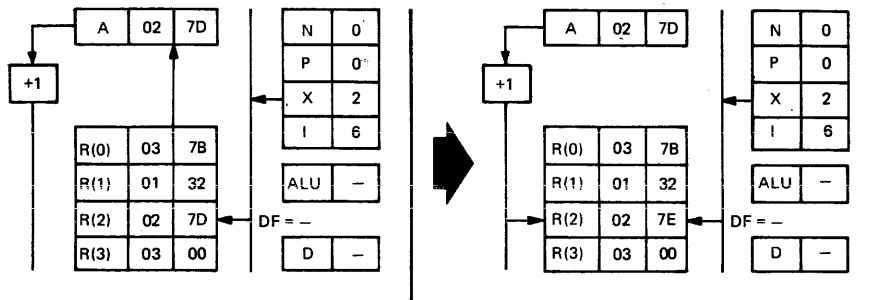 A 02 7D
N 0
P 0
X 2
I 6
+1
R(0) 03 7B
R(1) 01 32
R(2) 02 7D
R(3) 03 00
ALU —
DF = —
D —
A 02 7D
N 0
P 0
X 2
I 6
+1
R(0) 03 7B
R(1) 01 32
R(2) 02 7E
R(3) 03 00
ALU —
DF = —
D —